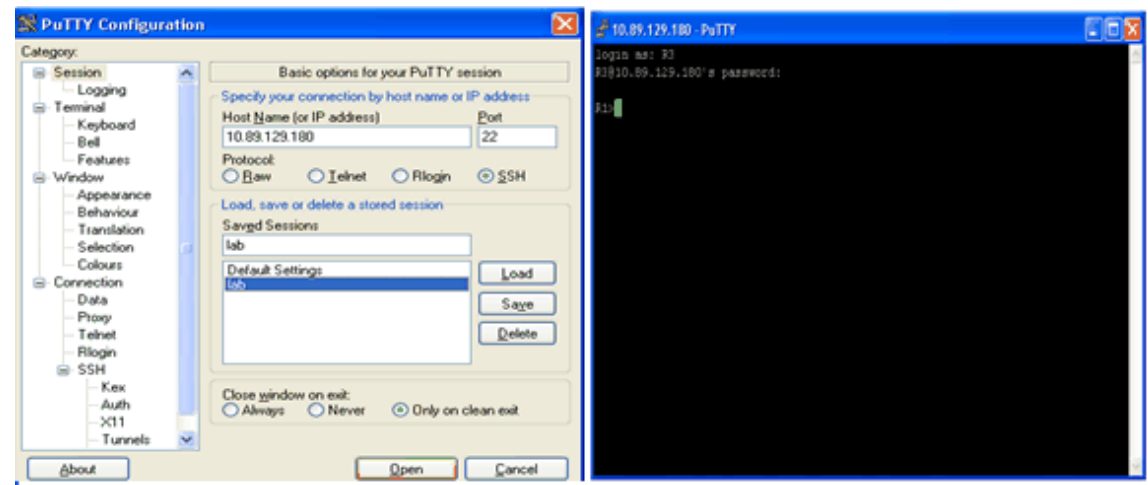 PuTTY Configuration
Category:
Session
Logging
Terminal
Keyboard
Bell
Features
Window
Appearance
Behaviour
Translation
Selection
Colours
Connection
Data
Proxy
Telnet
Rlogin
SSH
Kex
Auth
X11
Tunnels
Basic options for your PuTTY session
Specify your connection by host name or IP address
Host Name (or IP address) Port
10.89.129.180 22
Protocol:
Raw Telnet Rlogin SSH
Load, save or delete a stored session
Saved Sessions
lab
Default Settings
lab
Load
Save
Delete
Close window on exit:
Always Never Only on clean exit
About Open Cancel
10.89.129.180 - PuTTY
login as: R3
R3@10.89.129.180's password:
R1>